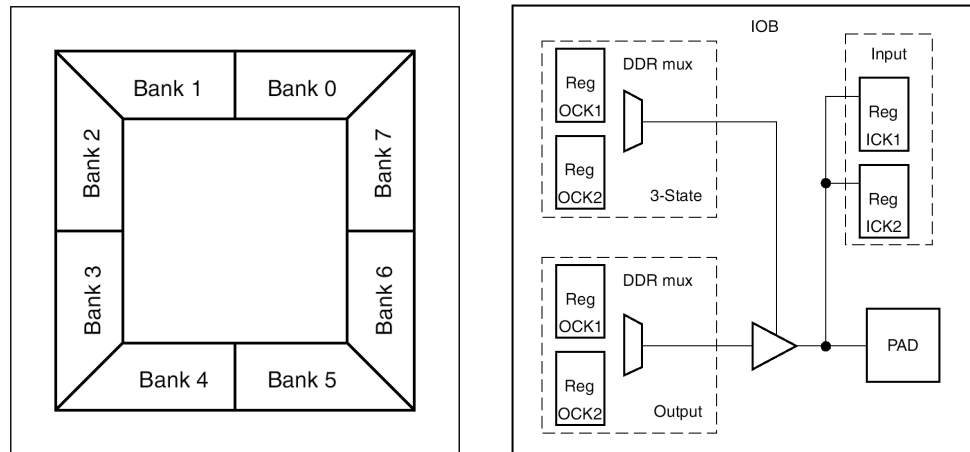 Bank 1
Bank 0
Bank 2
Bank 7
Bank 3
Bank 6
Bank 4
Bank 5
IOB
Reg
OCK1
DDR mux
Reg
OCK2
3-State
Input
Reg
ICK1
Reg
ICK2
Reg
OCK1
DDR mux
Reg
OCK2
Output
PAD